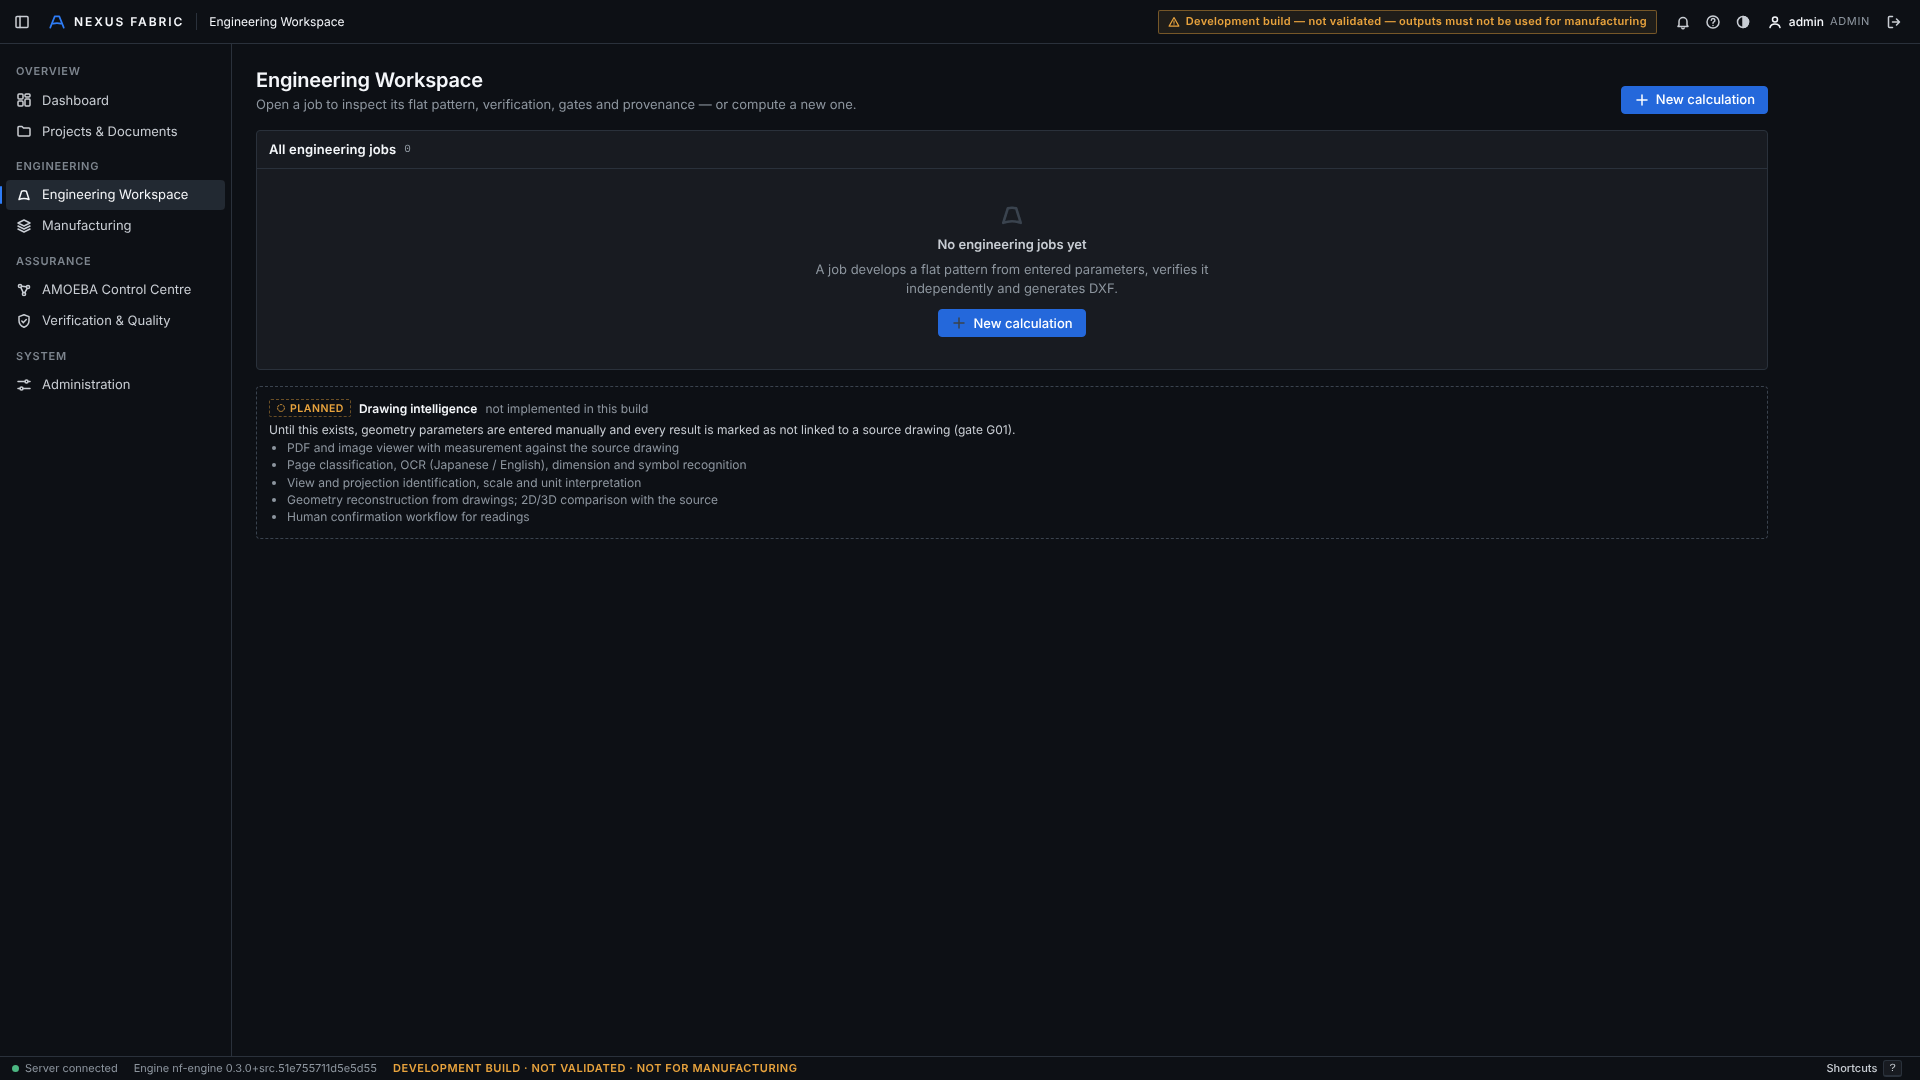 NEXUS FABRIC
Engineering Workspace
Development build — not validated — outputs must not be used for manufacturing
admin ADMIN
OVERVIEW
Dashboard
Projects & Documents
ENGINEERING
Engineering Workspace
Manufacturing
ASSURANCE
AMOEBA Control Centre
Verification & Quality
SYSTEM
Administration
Engineering Workspace
Open a job to inspect its flat pattern, verification, gates and provenance — or compute a new one.
New calculation
All engineering jobs 0
No engineering jobs yet
A job develops a flat pattern from entered parameters, verifies it
independently and generates DXF.
New calculation
PLANNED Drawing intelligence not implemented in this build
Until this exists, geometry parameters are entered manually and every result is marked as not linked to a source drawing (gate G01).
• PDF and image viewer with measurement against the source drawing
• Page classification, OCR (Japanese / English), dimension and symbol recognition
• View and projection identification, scale and unit interpretation
• Geometry reconstruction from drawings; 2D/3D comparison with the source
• Human confirmation workflow for readings
Server connected Engine nf-engine 0.3.0+src.51e755711d5e5d55 DEVELOPMENT BUILD · NOT VALIDATED · NOT FOR MANUFACTURING
Shortcuts ?